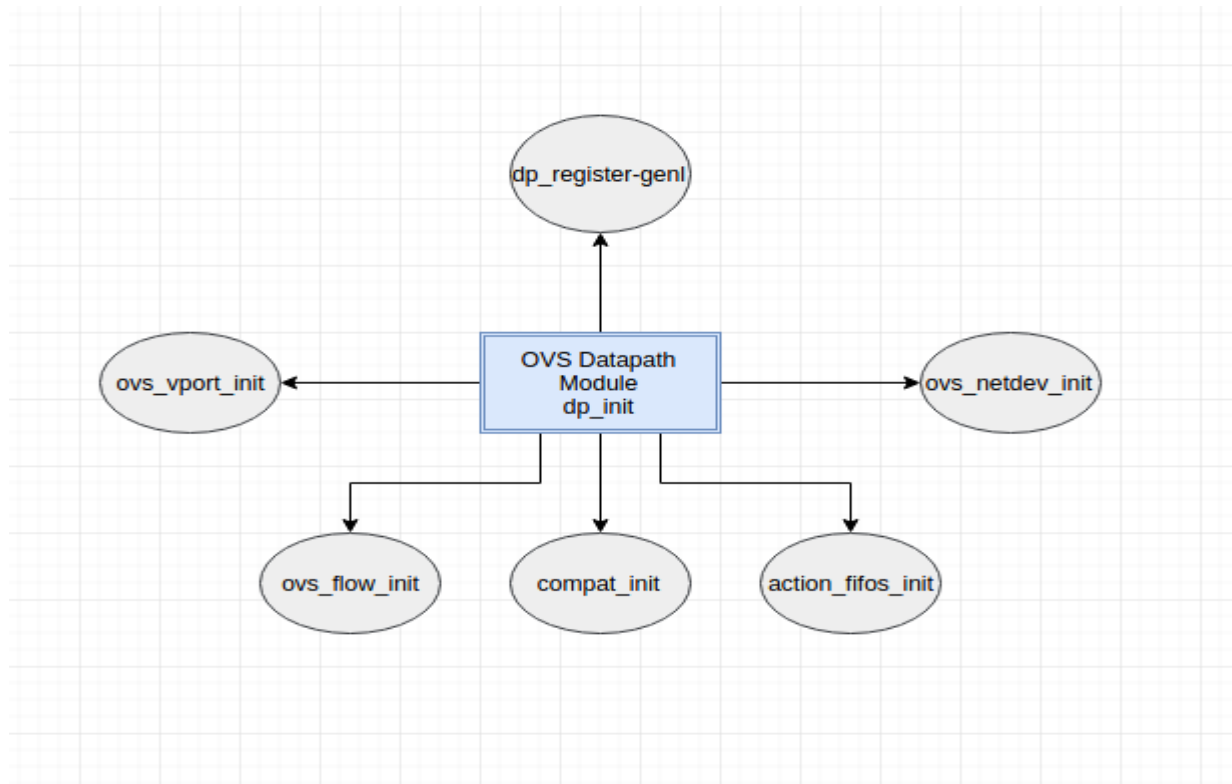 dp_register-genl
ovs_vport_init
OVS Datapath
Module
dp_init
ovs_netdev_init
ovs_flow_init
compat_init
action_fifos_init